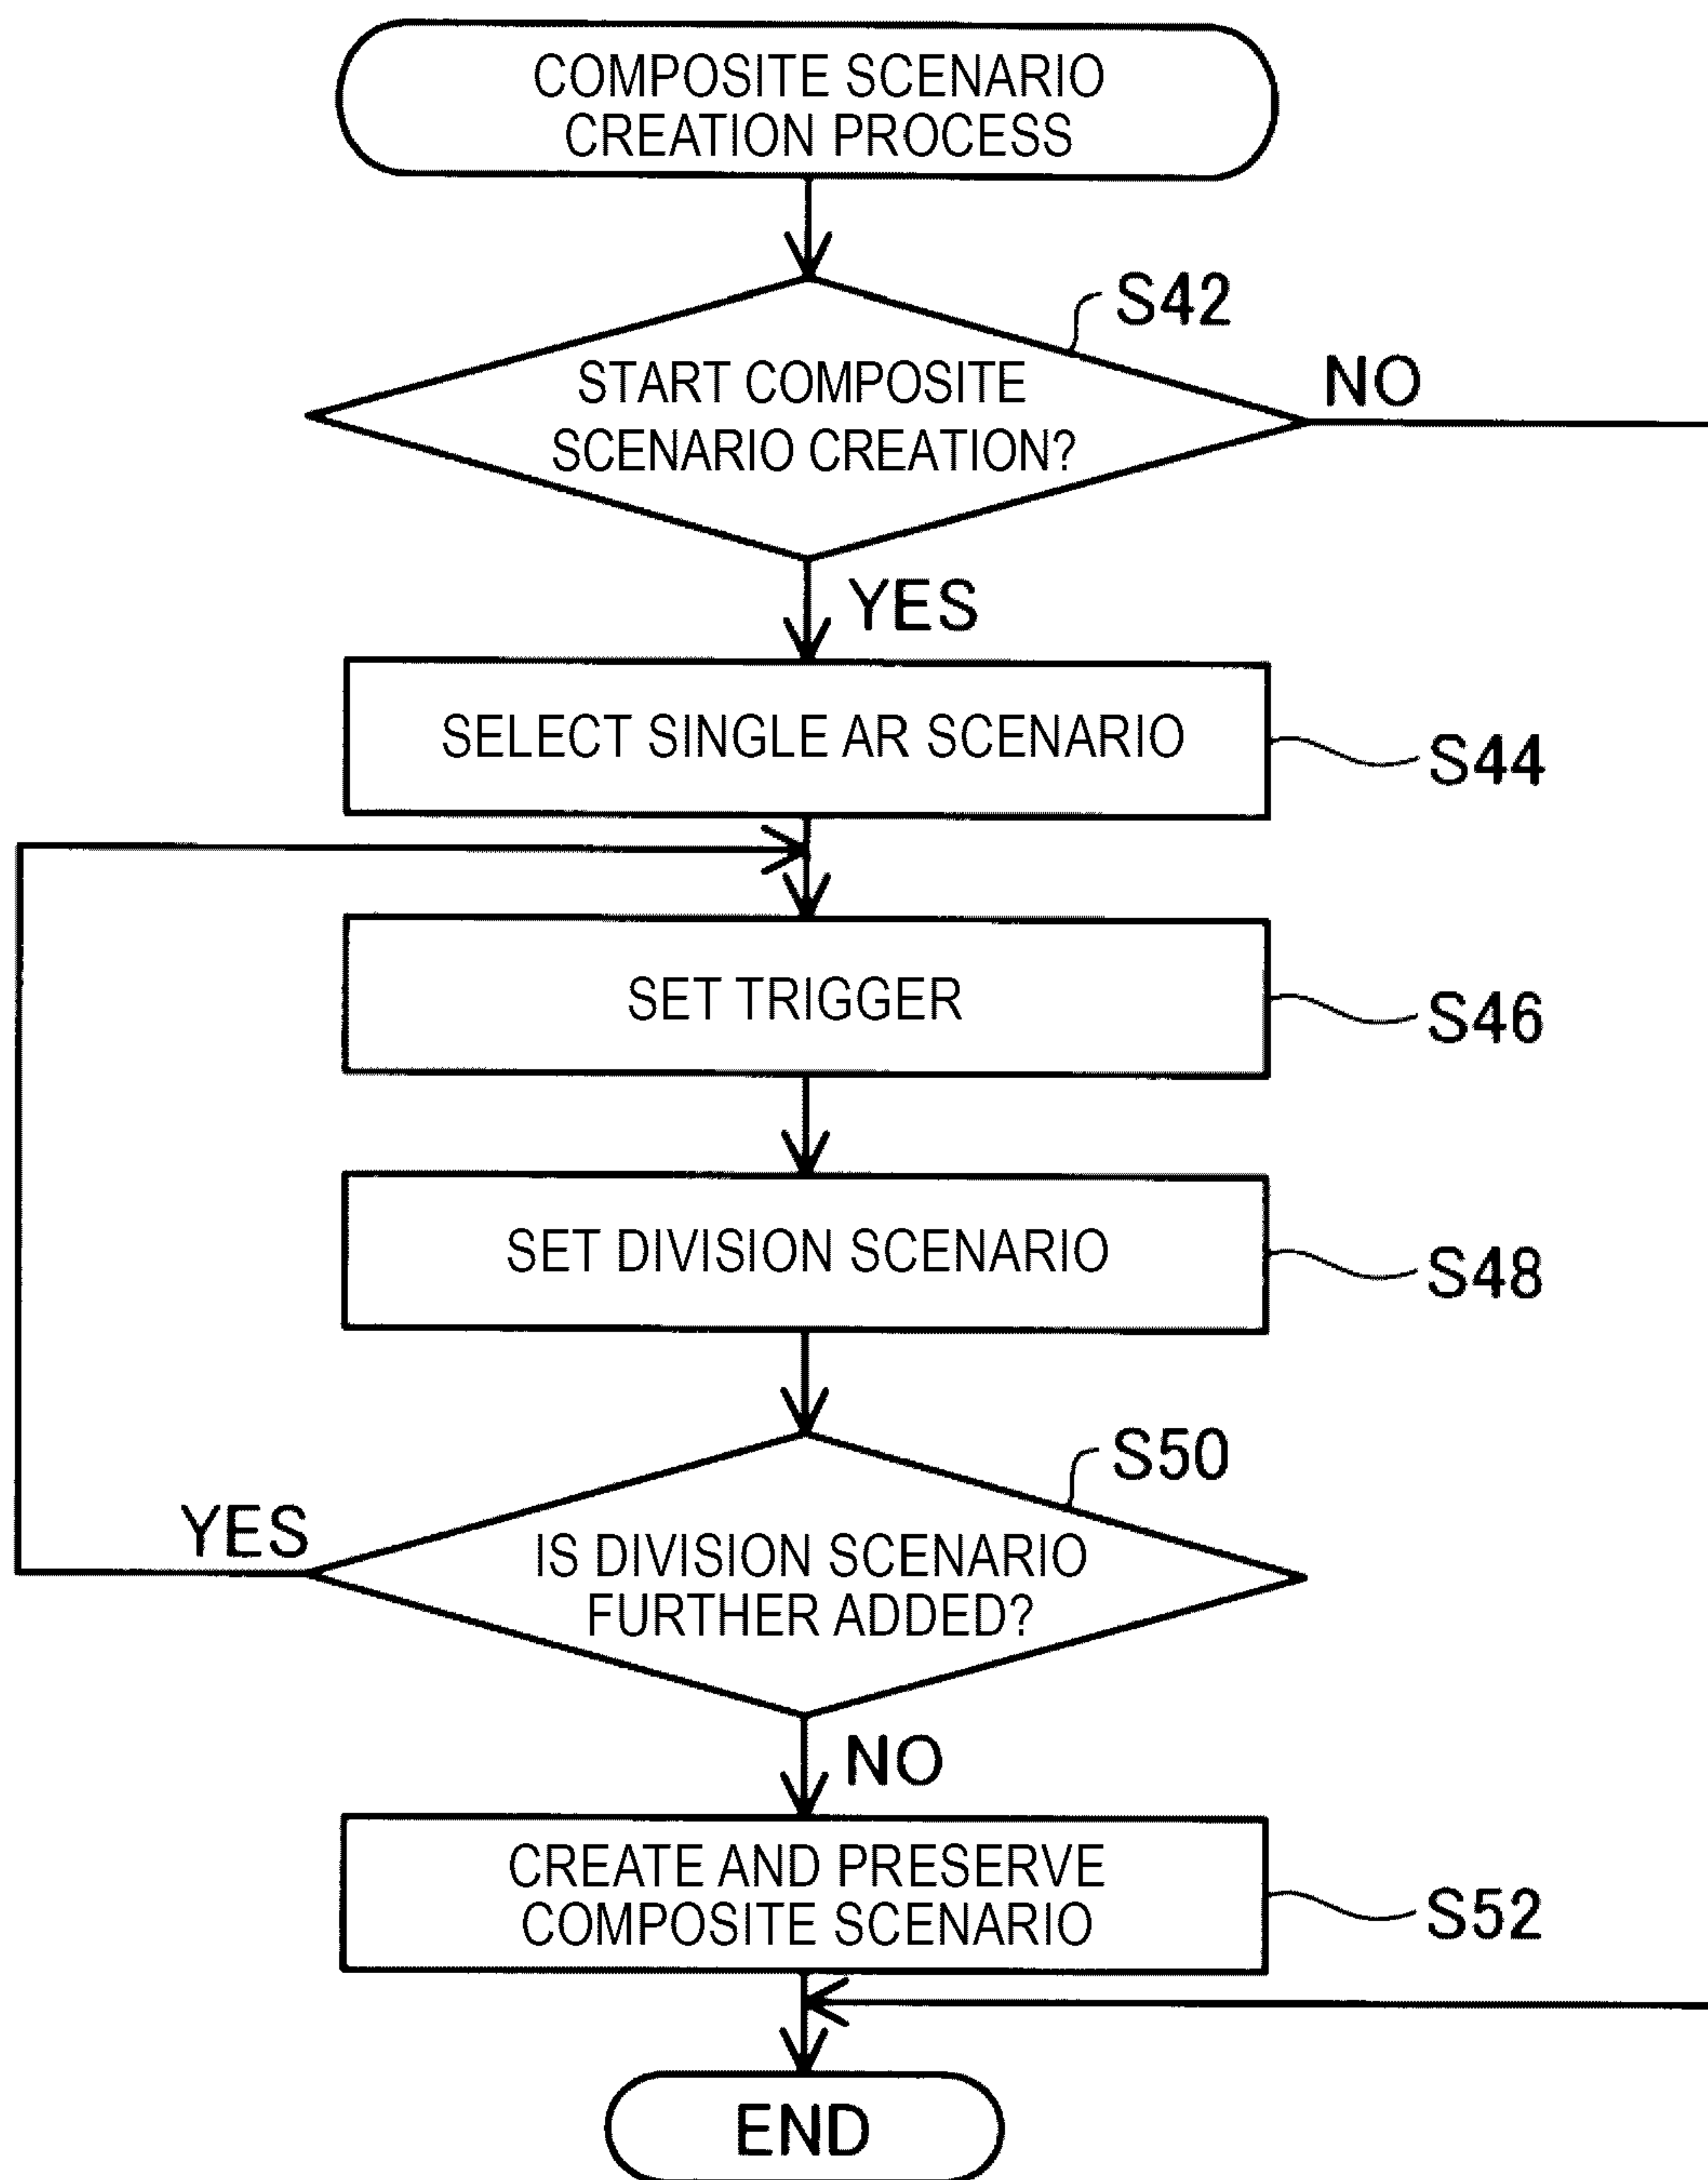 COMPOSITE SCENARIO
CREATION PROCESS
S42
START COMPOSITE
SCENARIO CREATION?
NO
YES
SELECT SINGLE AR SCENARIO
S44
SET TRIGGER
S46
SET DIVISION SCENARIO
S48
S50
YES
IS DIVISION SCENARIO
FURTHER ADDED?
NO
CREATE AND PRESERVE
COMPOSITE SCENARIO
S52
END